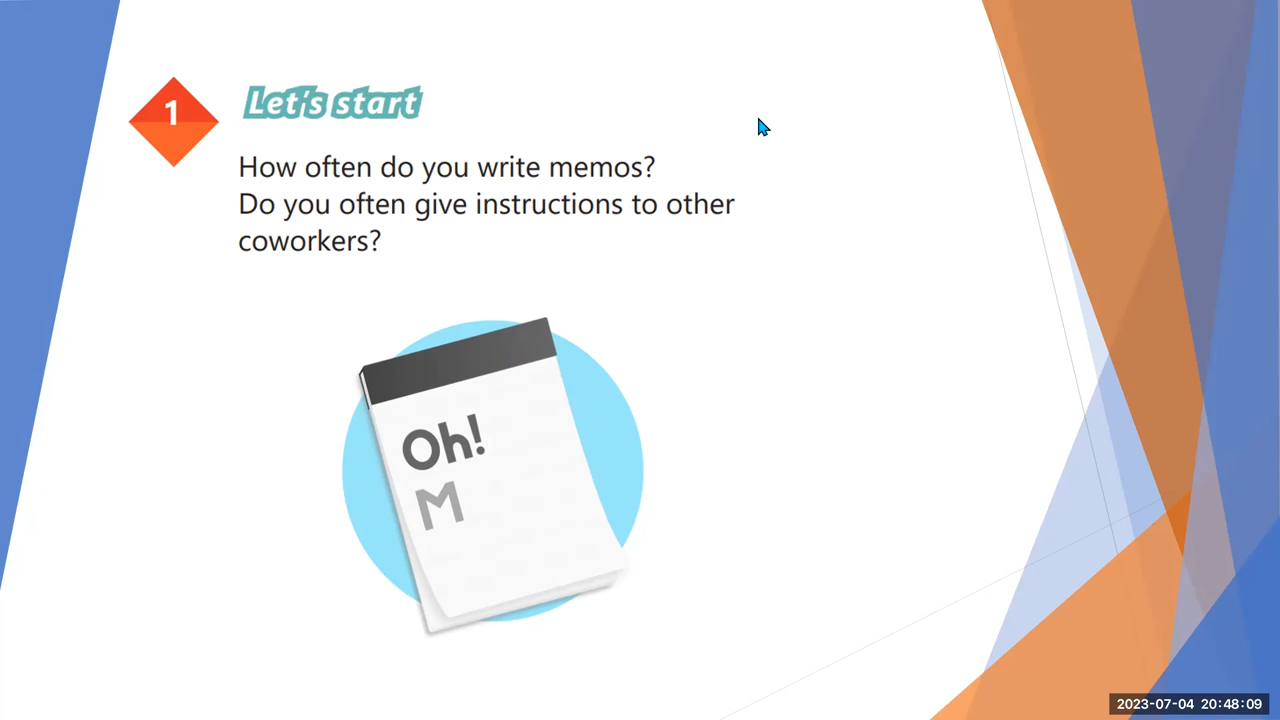 1
Let's start
How often do you write memos?
Do you often give instructions to other
coworkers?
Oh!
M
2023-07-04 20:48:09